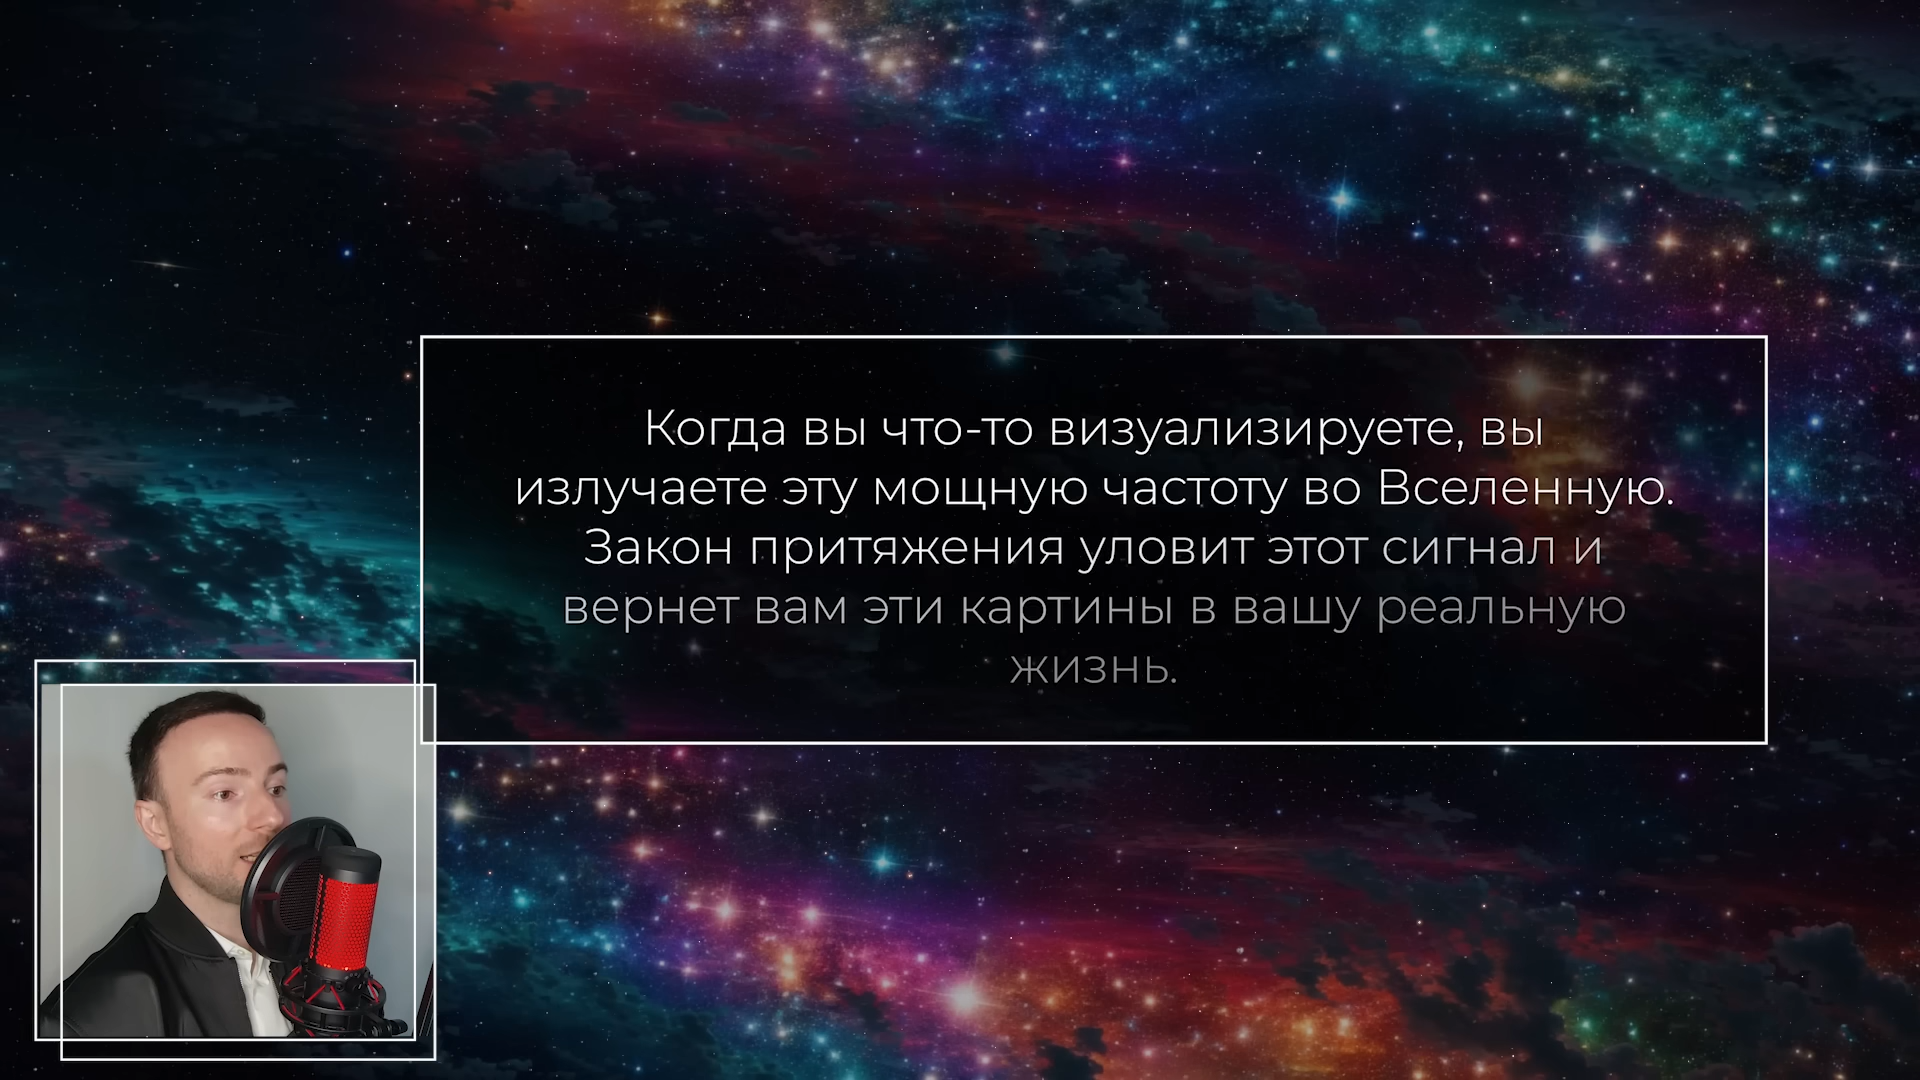 Когда вы что-то визуализируете, вы
излучаете эту мощную частоту во Вселенную.
Закон притяжения уловит этот сигнал и
вернет вам эти картины в вашу реальную
жизнь.